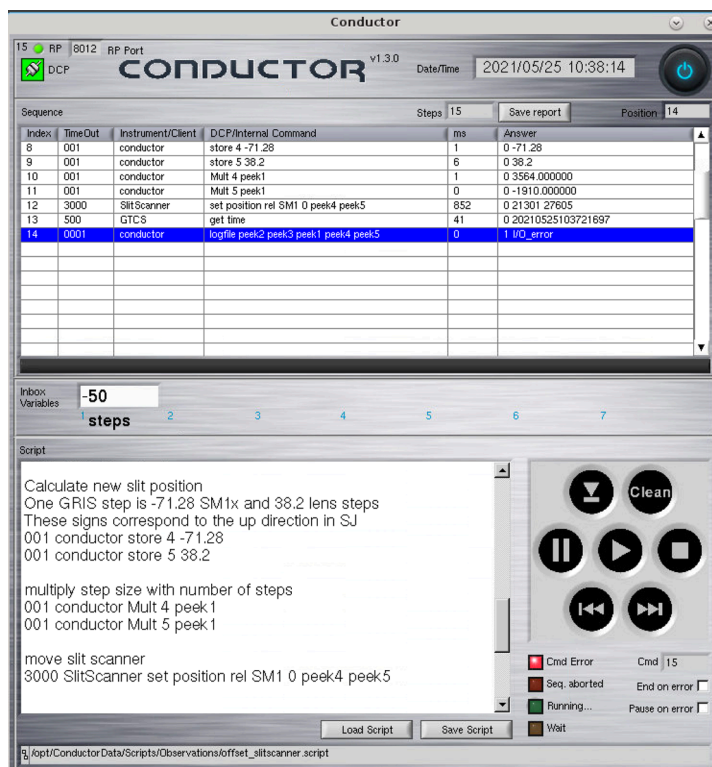 Conductor
15 RP 8012 RP Port
DCP
CONDUCTOR v1.3.0
Date/Time 2021/05/25 10:38:14
Sequence Steps 15 Save report Position 14
Index TimeOut Instrument/Client DCP/Internal Command ms Answer
8 001 conductor store 4 -71.28 1 0 -71.28
9 001 conductor store 5 38.2 6 0 38.2
10 001 conductor Mult 4 peek1 1 0 3564.000000
11 001 conductor Mult 5 peek1 0 0 -1910.000000
12 3000 SlitScanner set position rel SM1 0 peek4 peek5 852 0 21301 27605
13 500 GTCS get time 41 0 20210525103721697
14 0001 conductor logfile peek2 peek3 peek1 peek4 peek5 0 1 I/O_error
Inbox
Variables
-50
1 2 3 4 5 6 7
steps
Script
Calculate new slit position
One GRIS step is -71.28 SM1x and 38.2 lens steps
These signs correspond to the up direction in SJ
001 conductor store 4 -71.28
001 conductor store 5 38.2
multiply step size with number of steps
001 conductor Mult 4 peek1
001 conductor Mult 5 peek1
move slit scanner
3000 SlitScanner set position rel SM1 0 peek4 peek5
Clean
Cmd Error Cmd 15
Seq. aborted End on error
Running... Pause on error
Wait
Load Script Save Script
/opt/ConductorData/Scripts/Observations/offset_slitscanner.script